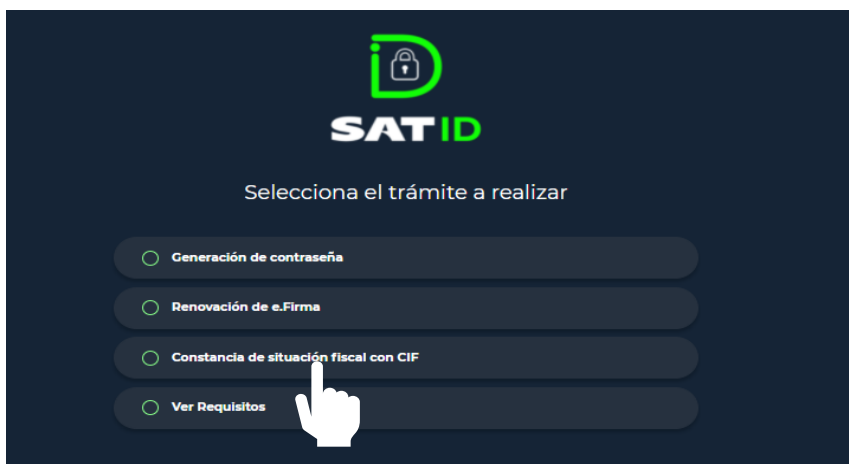 SAT ID
Selecciona el trámite a realizar
Generación de contraseña
Renovación de e.Firma
Constancia de situación fiscal con CIF
Ver Requisitos